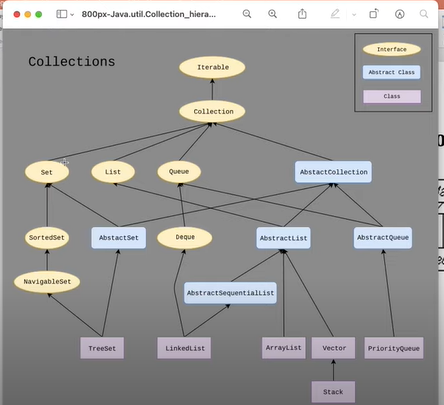 800px-Java.util.Collection_hiera...
Collections
Interface
Abstract Class
Class
Iterable
Collection
Set
List
Queue
AbstactCollection
SortedSet
AbstactSet
Deque
AbstractList
AbstractQueue
NavigableSet
AbstractSequentialList
TreeSet
LinkedList
ArrayList
Vector
PriorityQueue
Stack